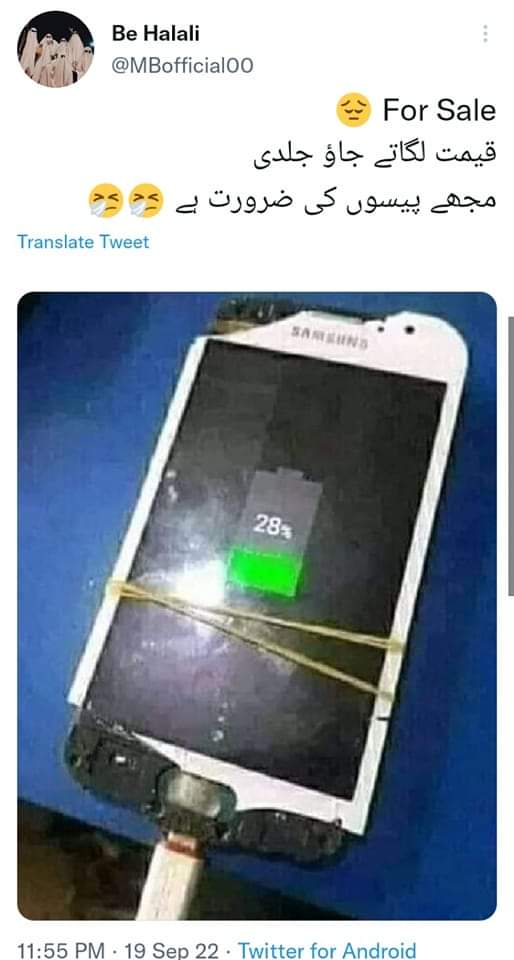 Be Halali
@MBofficial00
😔 For Sale
قیمت لگاتے جاؤ جلدی
مجھے پیسوں کی ضرورت ہے 🤧🤧
Translate Tweet
SAMSUNG
28%
11:55 PM · 19 Sep 22 · Twitter for Android